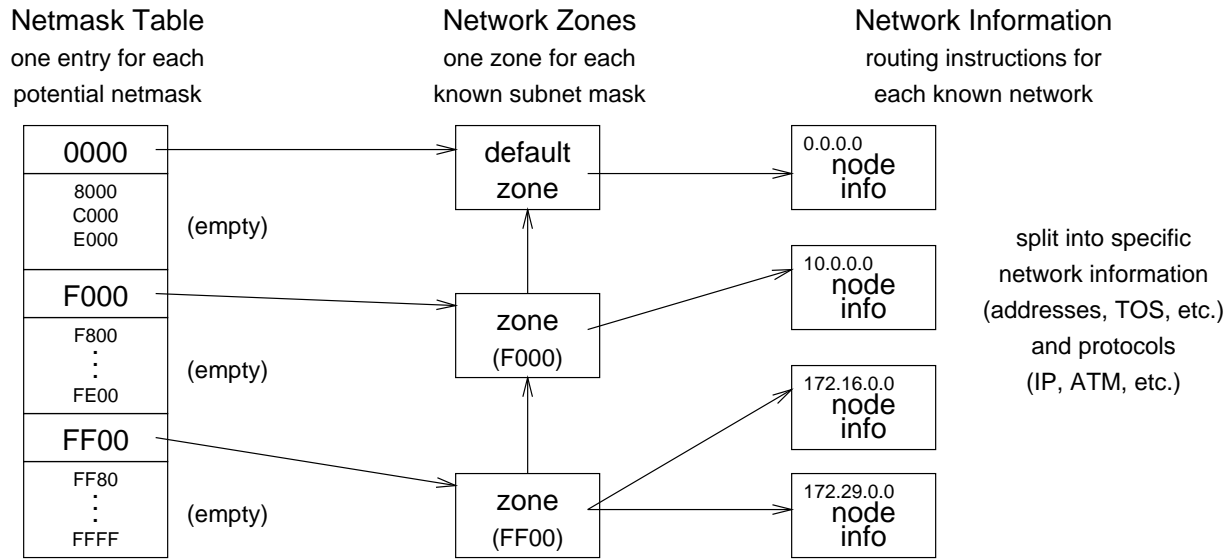 Netmask Table
one entry for each
potential netmask
Network Zones
one zone for each
known subnet mask
Network Information
routing instructions for
each known network
0000
8000
C000
E000
(empty)
F000
F800
:
:
FE00
(empty)
FF00
FF80
:
:
FFFF
(empty)
default
zone
zone
(F000)
zone
(FF00)
0.0.0.0
node
info
10.0.0.0
node
info
172.16.0.0
node
info
172.29.0.0
node
info
split into specific
network information
(addresses, TOS, etc.)
and protocols
(IP, ATM, etc.)